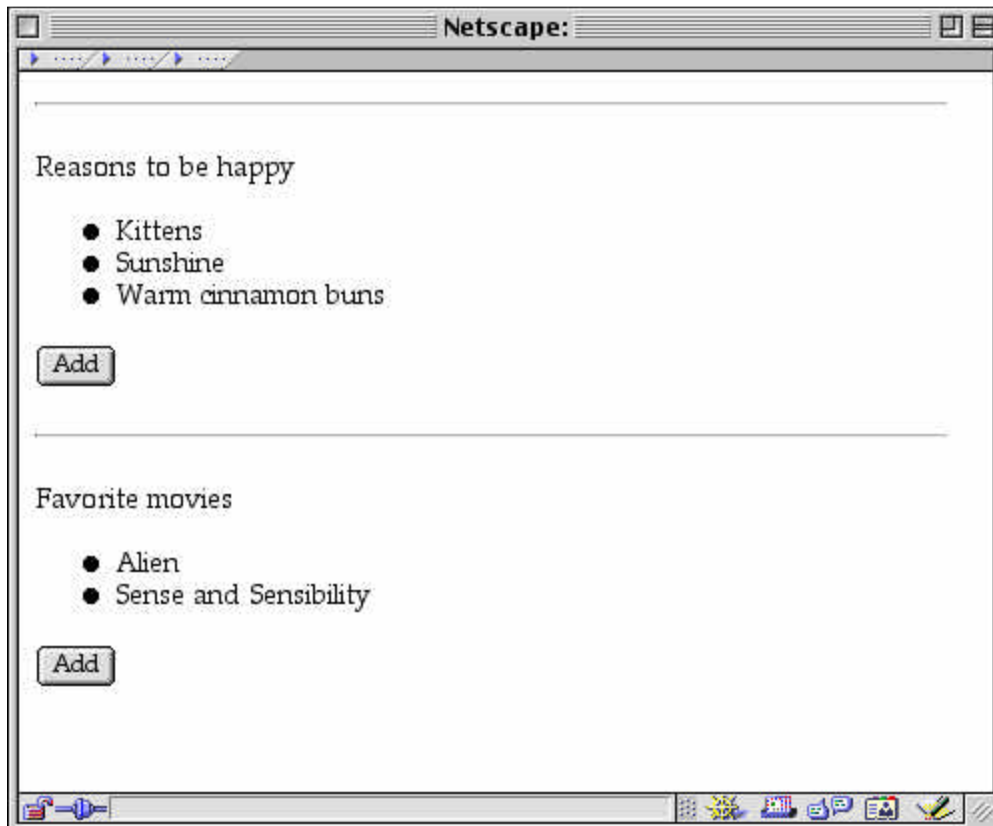 Netscape:
Reasons to be happy
Kittens
Sunshine
Warm cinnamon buns
Add
Favorite movies
Alien
Sense and Sensibility
Add